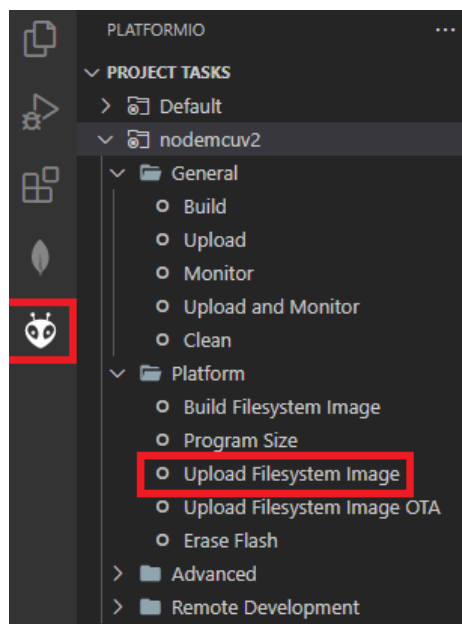 PLATFORMIO
PROJECT TASKS
Default
nodemcuv2
General
Build
Upload
Monitor
Upload and Monitor
Clean
Platform
Build Filesystem Image
Program Size
Upload Filesystem Image
Upload Filesystem Image OTA
Erase Flash
Advanced
Remote Development